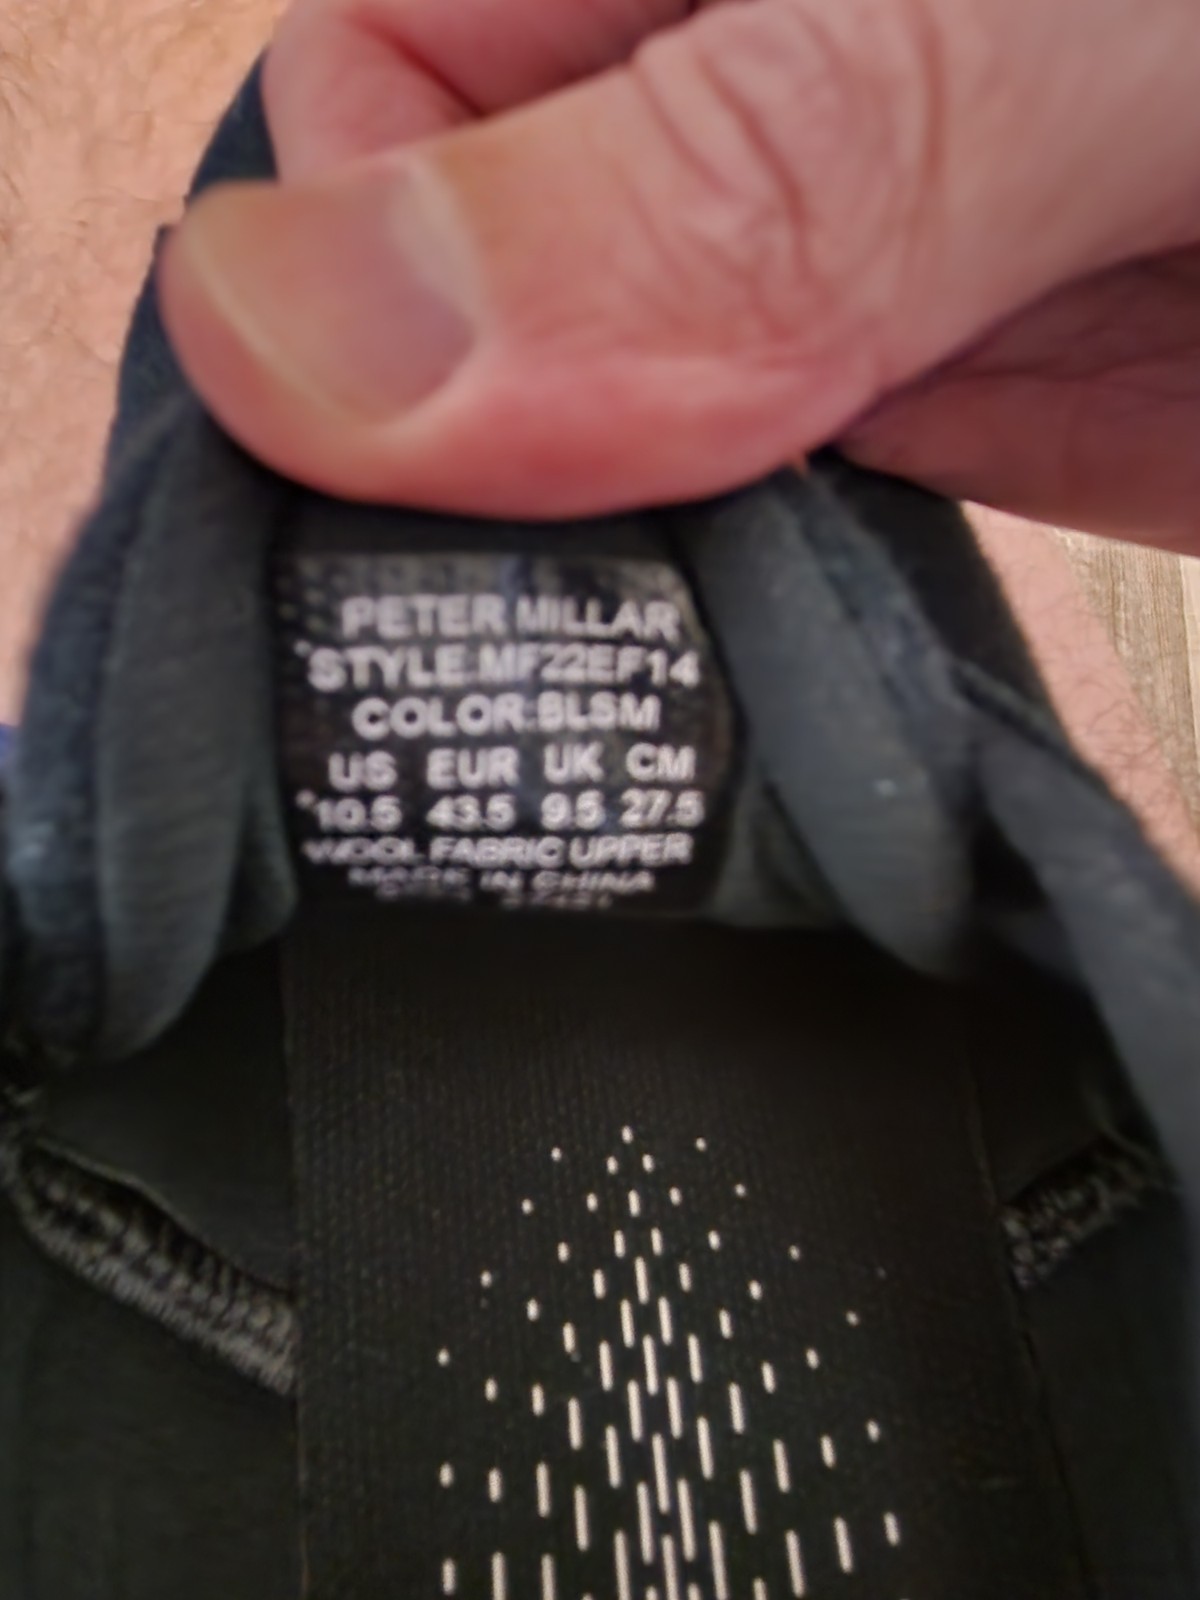 PETER MILLAR
STYLE:MF22EF14
COLOR:BLSM
US EUR UK CM
10.5 43.5 9.5 27.5
WOOL FABRIC UPPER
MADE IN CHINA